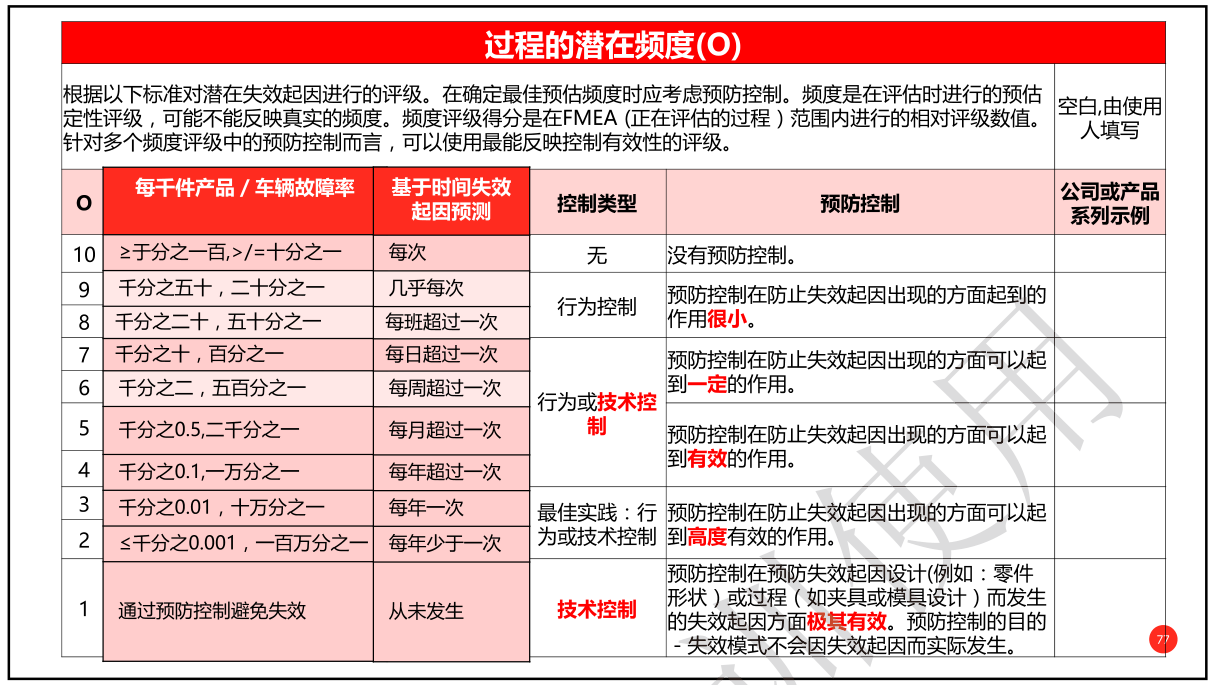 过程的潜在频度(O)
根据以下标准对潜在失效起因进行的评级。在确定最佳预估频度时应考虑预防控制。频度是在评估时进行的预估
定性评级，可能不能反映真实的频度。频度评级得分是在FMEA (正在评估的过程）范围内进行的相对评级数值。
针对多个频度评级中的预防控制而言，可以使用最能反映控制有效性的评级。
空白,由使用
人填写
O
每千件产品 / 车辆故障率
基于时间失效
起因预测
控制类型
预防控制
公司或产品
系列示例
10
≥于分之一百,>/=十分之一
每次
无
没有预防控制。
9
千分之五十，二十分之一
几乎每次
行为控制
预防控制在防止失效起因出现的方面起到的
作用很小。
8
千分之二十，五十分之一
每班超过一次
7
千分之十，百分之一
每日超过一次
行为或技术控
制
预防控制在防止失效起因出现的方面可以起
到一定的作用。
6
千分之二，五百分之一
每周超过一次
5
千分之0.5,二千分之一
每月超过一次
预防控制在防止失效起因出现的方面可以起
到有效的作用。
4
千分之0.1,一万分之一
每年超过一次
3
千分之0.01，十万分之一
每年一次
最佳实践：行
为或技术控制
预防控制在防止失效起因出现的方面可以起
到高度有效的作用。
2
≤千分之0.001，一百万分之一
每年少于一次
1
通过预防控制避免失效
从未发生
技术控制
预防控制在预防失效起因设计(例如：零件
形状）或过程（如夹具或模具设计）而发生
的失效起因方面极其有效。预防控制的目的
- 失效模式不会因失效起因而实际发生。
77
使用